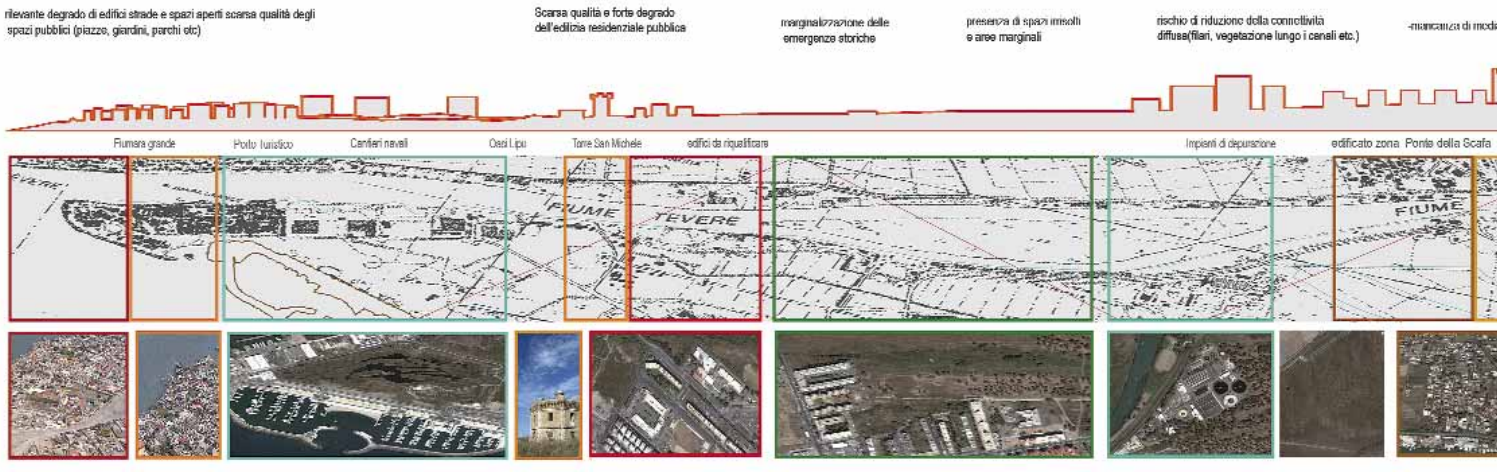 rilevante degrado di edifici strade e spazi aperti scarsa qualità degli
spazi pubblici (piazze, giardini, parchi etc)
Scarsa qualità e forte degrado
dell'edilizia residenziale pubblica
marginalizzazione delle
emergenze storiche
presenza di spazi irrisolti
e aree marginali
rischio di riduzione della connettività
diffusa(filari, vegetazione lungo i canali etc.)
-mancanza di media
Fiumara grande
Porto Turistico
Cantieri navali
Oasi Lipu
Torre San Michele
edifici da riqualificare
Impianti di depurazione
edificato zona Ponte della Scafa
FIUME
TEVERE
FIUME